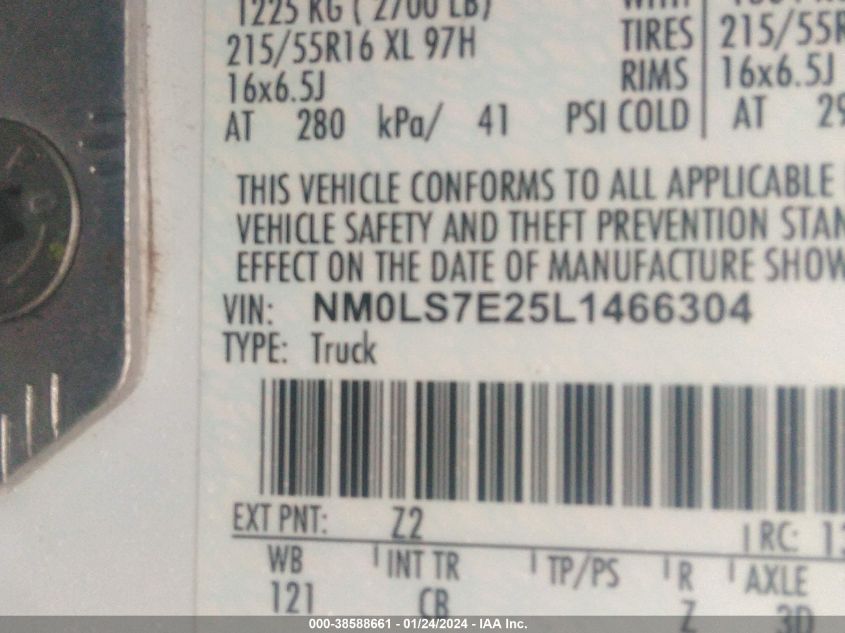 1225 KG ( 2700 LB)
215/55R16 XL 97H TIRES 215/55R
16x6.5J RIMS 16x6.5J
AT 280 kPa/ 41 PSI COLD AT 29
THIS VEHICLE CONFORMS TO ALL APPLICABLE
VEHICLE SAFETY AND THEFT PREVENTION STAN
EFFECT ON THE DATE OF MANUFACTURE SHOW
VIN: NM0LS7E25L1466304
TYPE: Truck
EXT PNT: Z2 RC: 12
WB INT TR TP/PS R AXLE
121 CB Z 3D
000-38588661 - 01/24/2024 - IAA Inc.